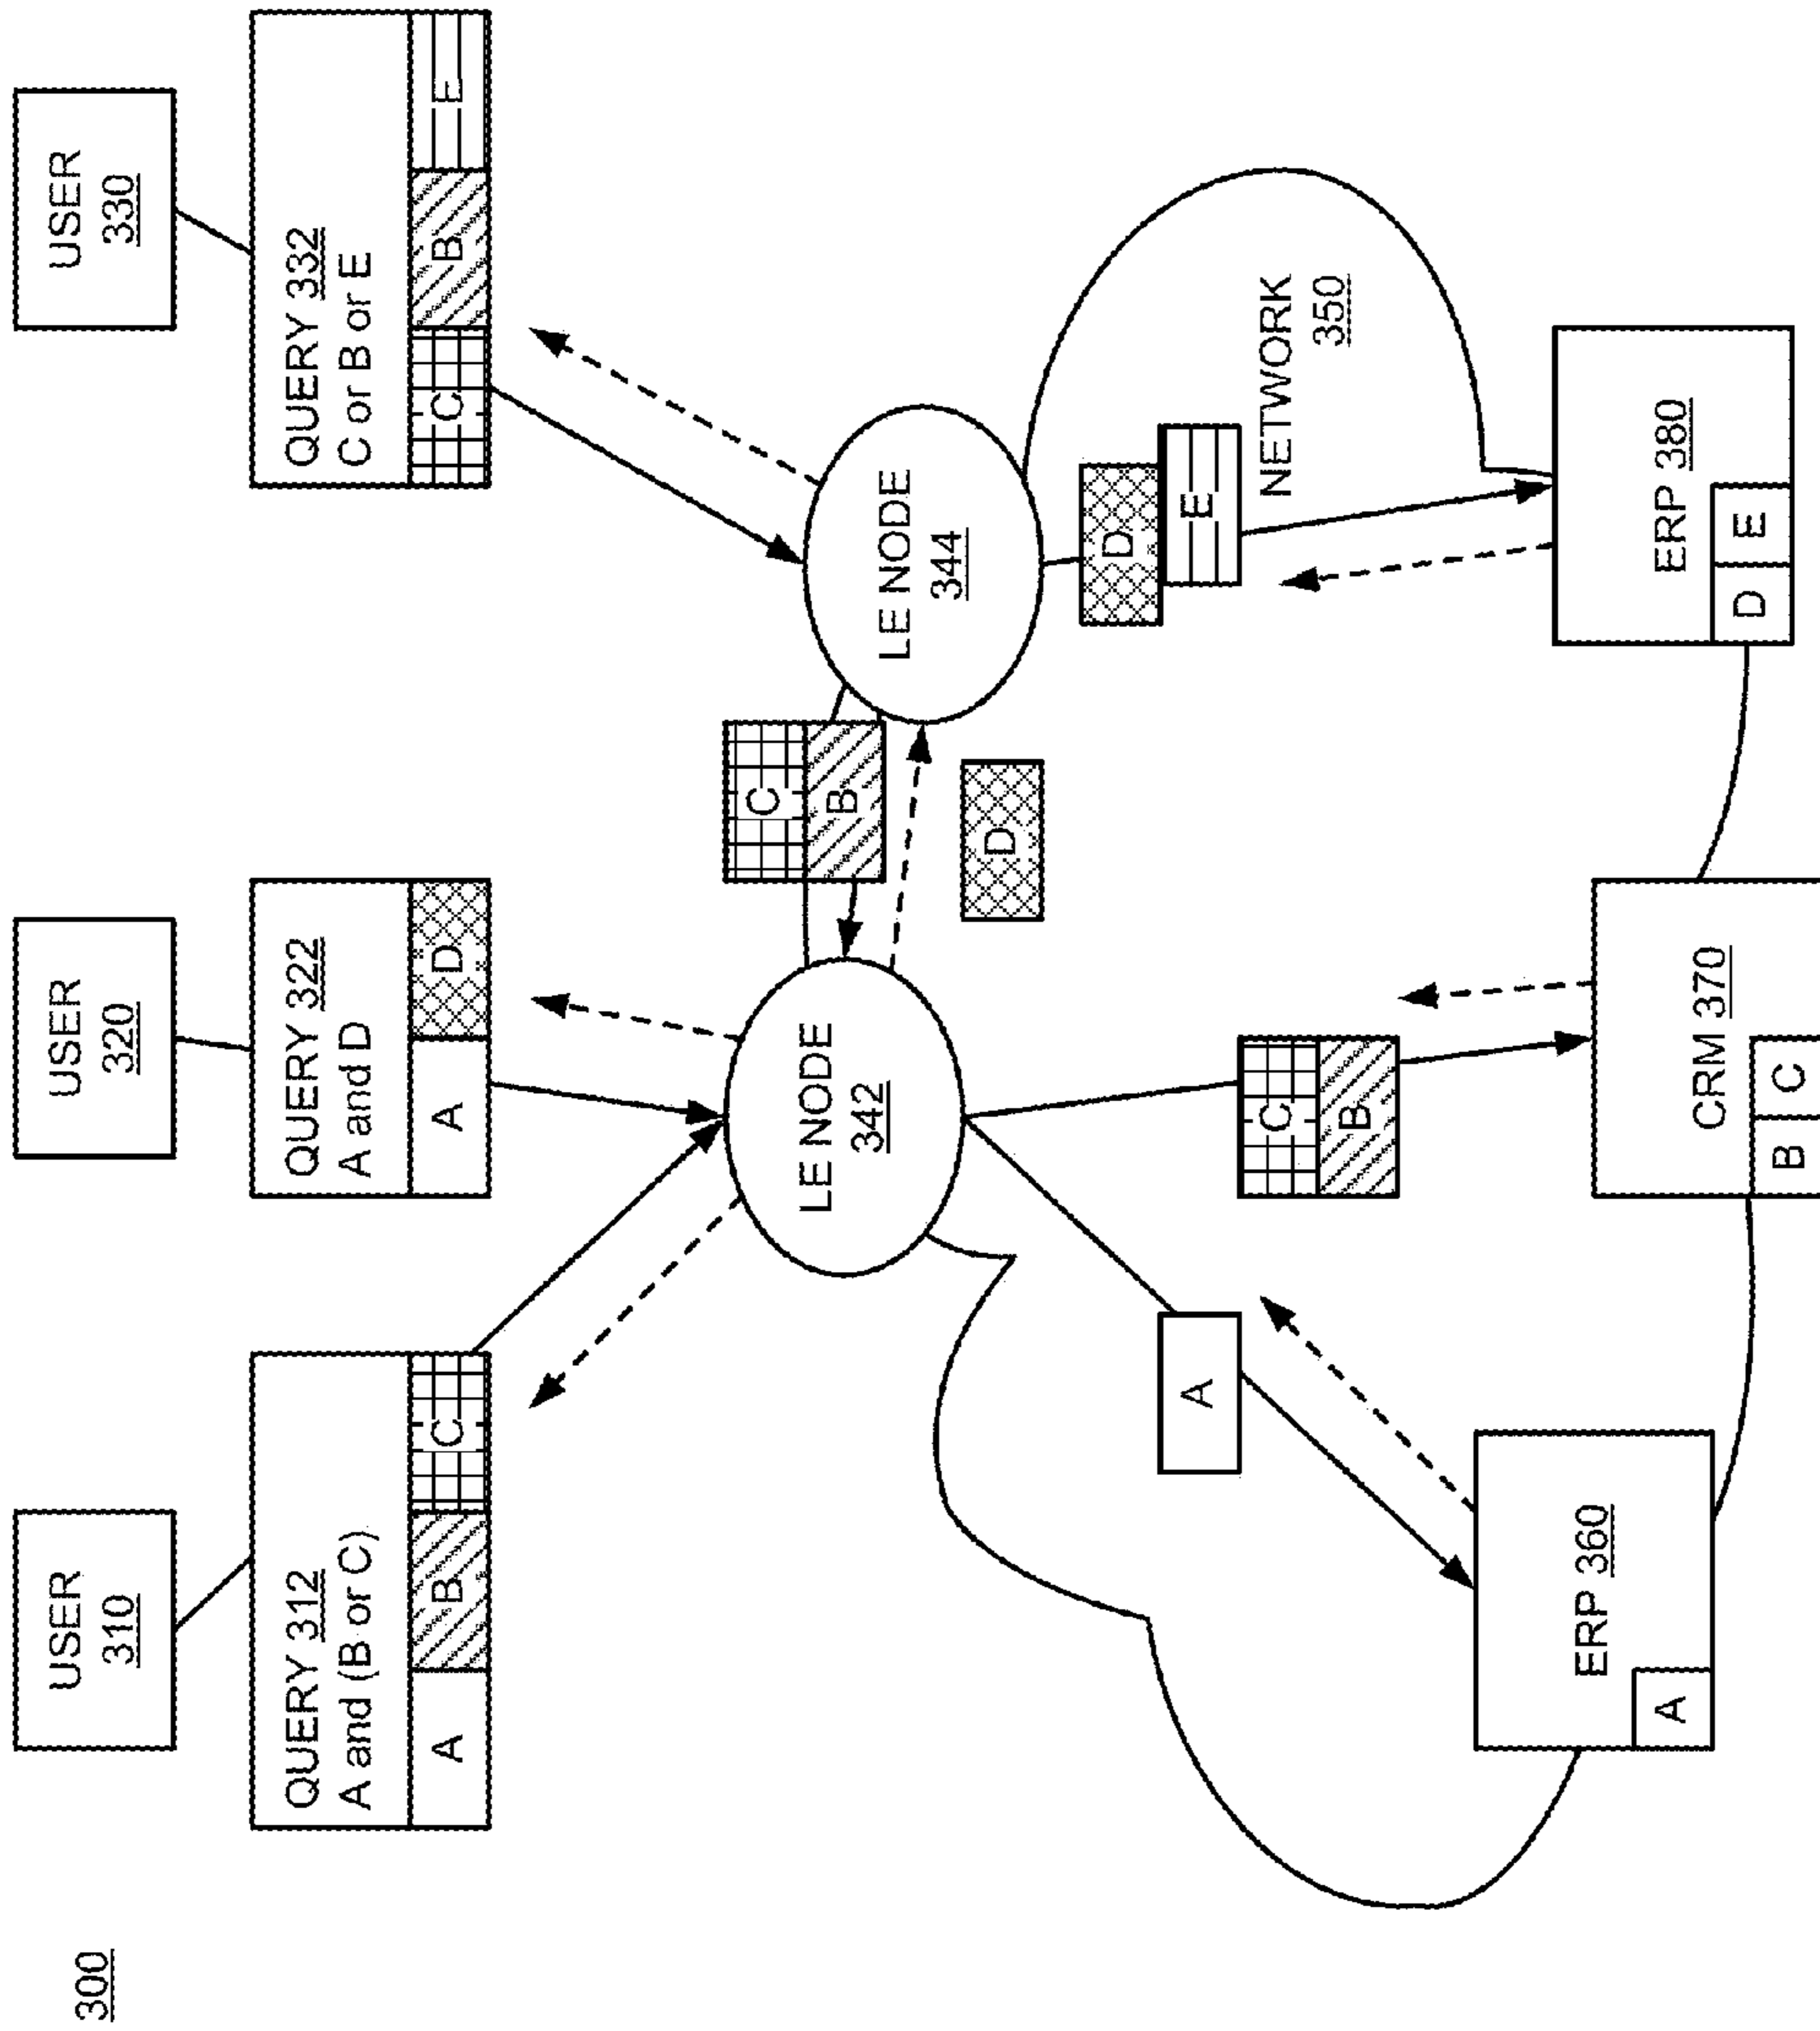 300
USER
310
USER
320
USER
330
QUERY 312
A and (B or C)
A
B
C
QUERY 322
A and D
A
D
QUERY 332
C or B or E
C
B
E
LE NODE
342
C
B
D
LE NODE
344
A
C
B
D
E
NETWORK
350
ERP 360
A
CRM 370
B
C
ERP 380
D
E